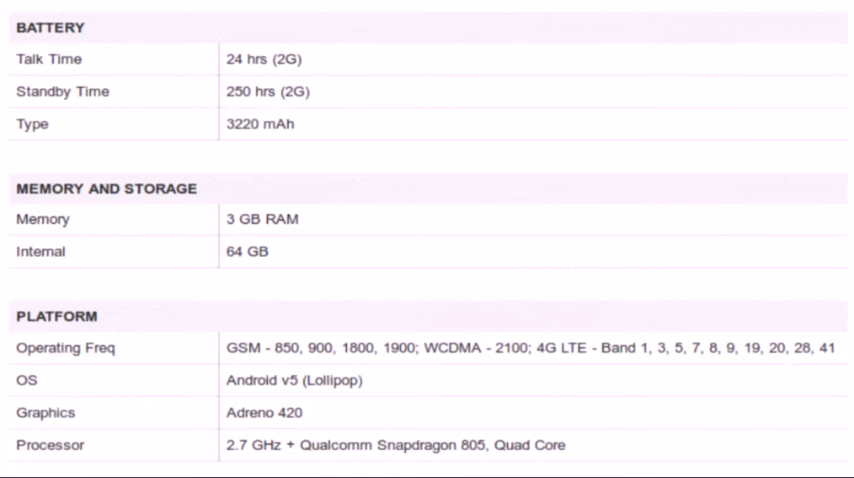 BATTERY
Talk Time 24 hrs (2G)
Standby Time 250 hrs (2G)
Type 3220 mAh
MEMORY AND STORAGE
Memory 3 GB RAM
Internal 64 GB
PLATFORM
Operating Freq GSM - 850, 900, 1800, 1900; WCDMA - 2100; 4G LTE - Band 1, 3, 5, 7, 8, 9, 19, 20, 28, 41
OS Android v5 (Lollipop)
Graphics Adreno 420
Processor 2.7 GHz + Qualcomm Snapdragon 805, Quad Core